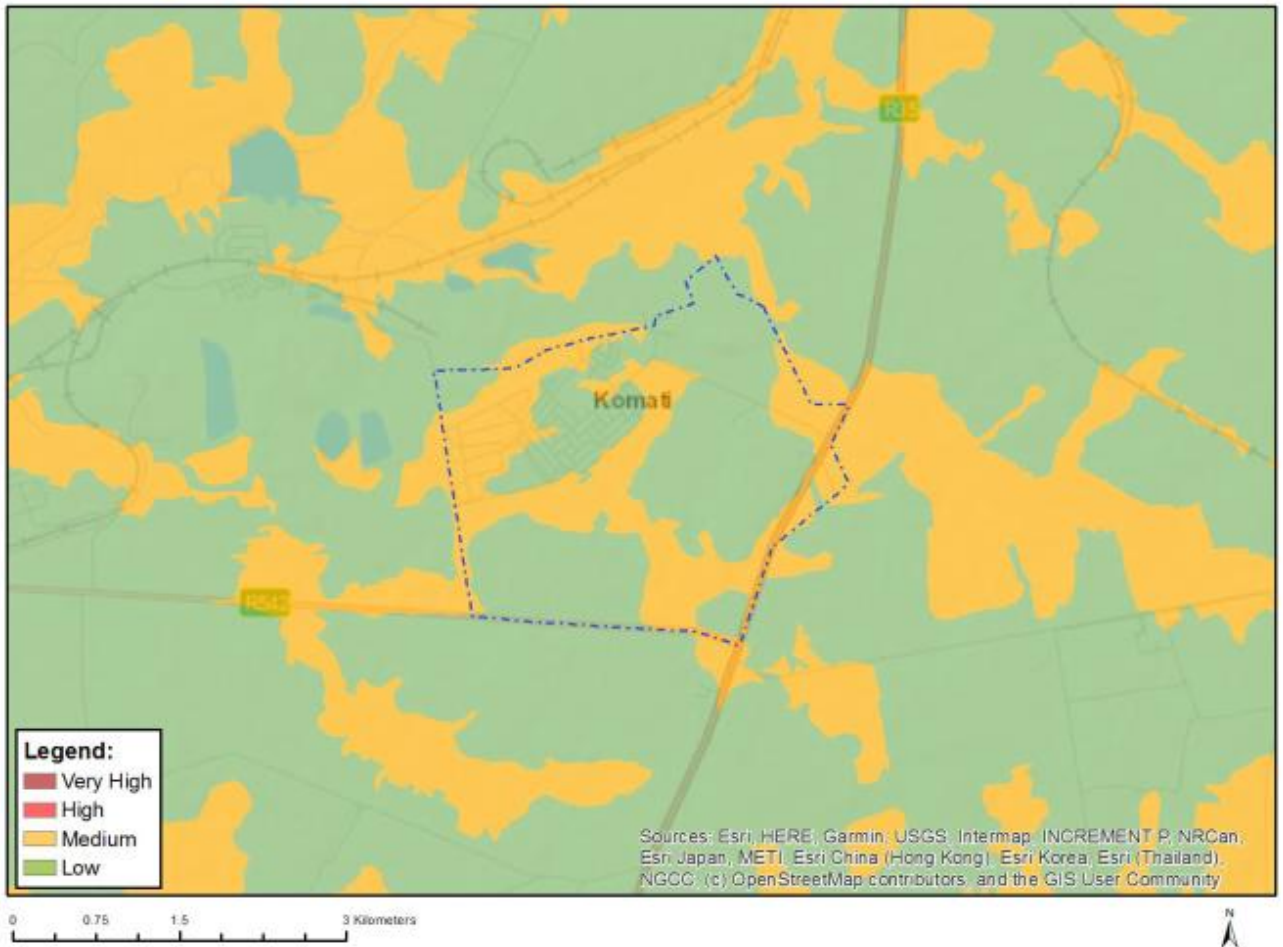 R35
Komati
R542
Legend:
Very High
High
Medium
Low
Sources: Esri, HERE, Garmin, USGS, Intermap, INCREMENT P, NRCan,
Esri Japan, METI, Esri China (Hong Kong), Esri Korea, Esri (Thailand),
NGCC, (c) OpenStreetMap contributors, and the GIS User Community
0 0.75 1.5 3 Kilometers
N